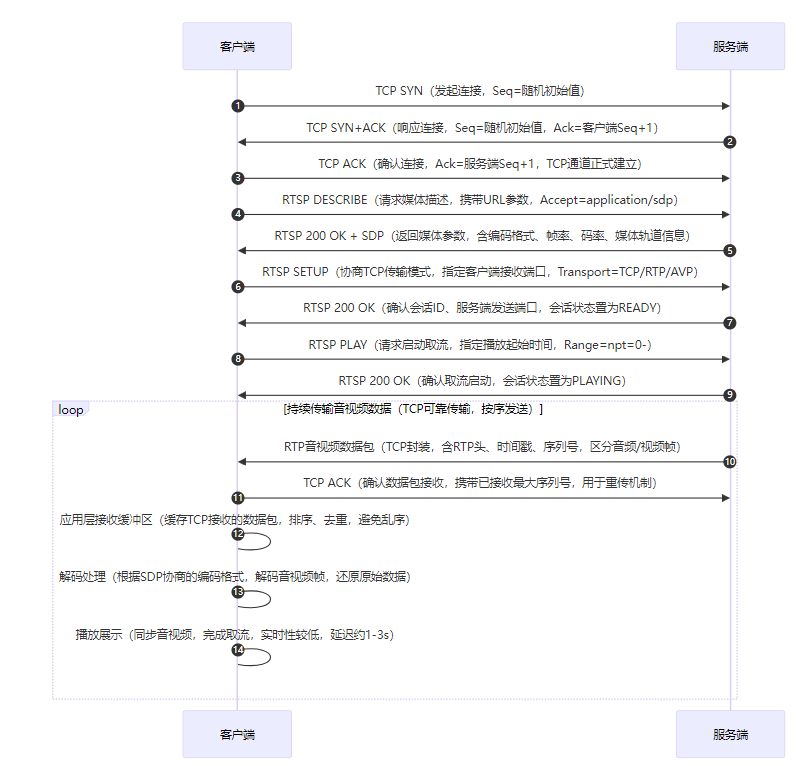 客户端 服务端
TCP SYN（发起连接，Seq=随机初始值）
1
TCP SYN+ACK（响应连接，Seq=随机初始值，Ack=客户端Seq+1）
2
TCP ACK（确认连接，Ack=服务端Seq+1，TCP通道正式建立）
3
RTSP DESCRIBE（请求媒体描述，携带URL参数，Accept=application/sdp）
4
RTSP 200 OK + SDP（返回媒体参数，含编码格式、帧率、码率、媒体轨道信息）
5
RTSP SETUP（协商TCP传输模式，指定客户端接收端口，Transport=TCP/RTP/AVP）
6
RTSP 200 OK（确认会话ID、服务端发送端口，会话状态置为READY）
7
RTSP PLAY（请求启动取流，指定播放起始时间，Range=npt=0-）
8
RTSP 200 OK（确认取流启动，会话状态置为PLAYING）
9
loop [持续传输音视频数据（TCP可靠传输，按序发送）]
RTP音视频数据包（TCP封装，含RTP头、时间戳、序列号，区分音频/视频帧）
10
TCP ACK（确认数据包接收，携带已接收最大序列号，用于重传机制）
11
应用层接收缓冲区（缓存TCP接收的数据包，排序、去重，避免乱序）
12
解码处理（根据SDP协商的编码格式，解码音视频帧，还原原始数据）
13
播放展示（同步音视频，完成取流，实时性较低，延迟约1-3s）
14
客户端 服务端